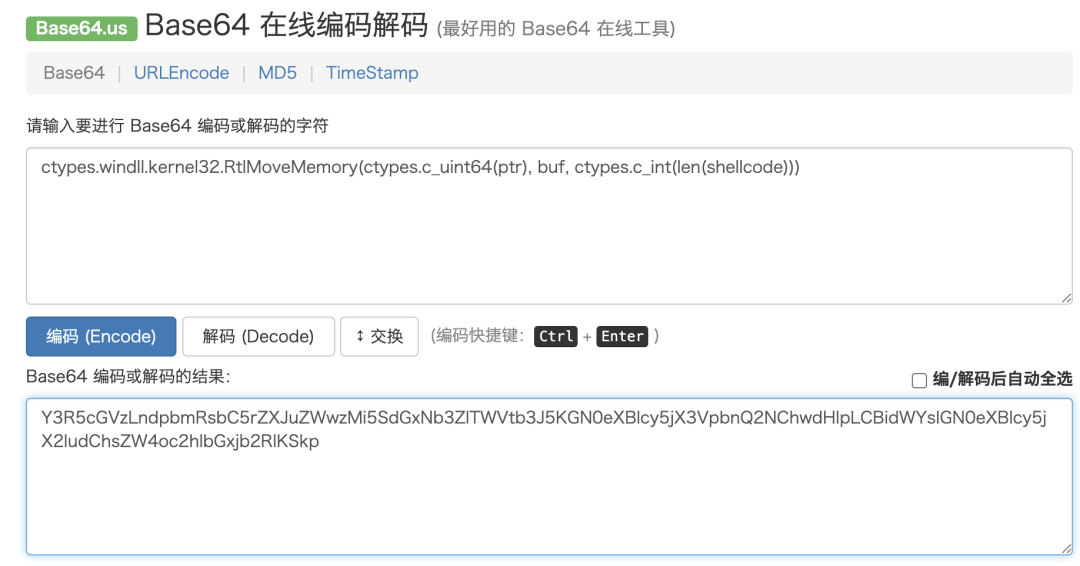 Base64.us Base64 在线编码解码 (最好用的 Base64 在线工具)
Base64 | URLEncode | MD5 | TimeStamp
请输入要进行 Base64 编码或解码的字符
ctypes.windll.kernel32.RtlMoveMemory(ctypes.c_uint64(ptr), buf, ctypes.c_int(len(shellcode)))
编码 (Encode) 解码 (Decode) ↕ 交换 (编码快捷键: Ctrl + Enter )
Base64 编码或解码的结果: 编/解码后自动全选
Y3R5cGVzLndpbmRsbC5rZXJuZWwzMi5SdGxNb3ZlTWVtb3J5KGN0eXBlcy5jX3VpbnQ2NChwdHIpLCBidWYsIGN0eXBlcy5j
X2ludChsZW4oc2hlbGxjb2RlKSkp